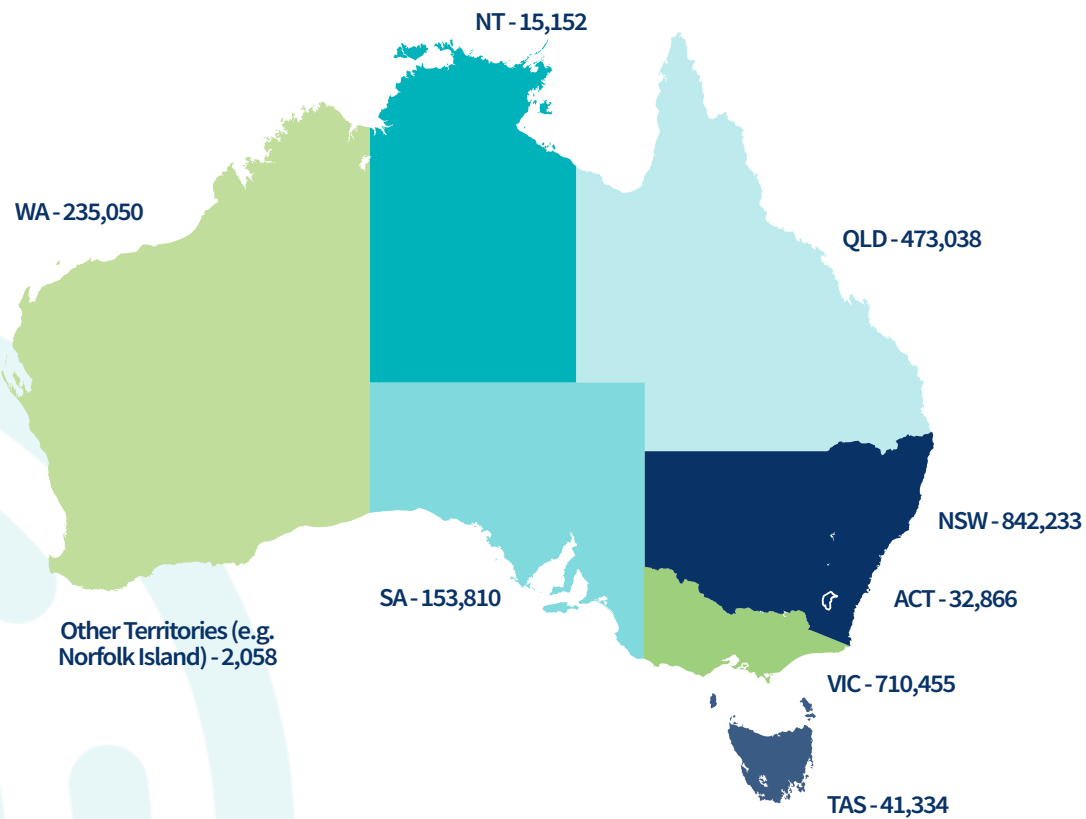 NT - 15,152
WA - 235,050
QLD - 473,038
NSW - 842,233
SA - 153,810
ACT - 32,866
Other Territories (e.g.
Norfolk Island) - 2,058
VIC - 710,455
TAS - 41,334